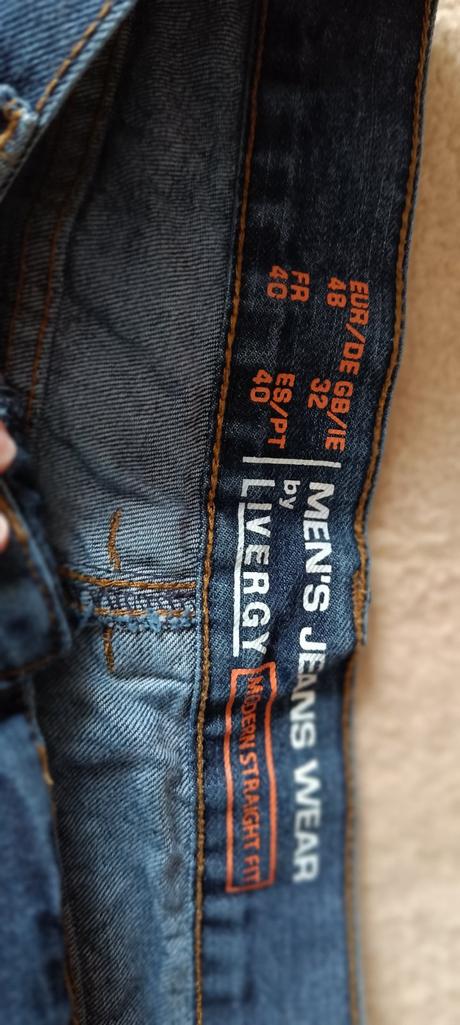 EUR/DE GB/IE
48 32
FR ES/PT
40 40
MEN'S JEANS WEAR
by LIVERGY MODERN STRAIGHT FIT